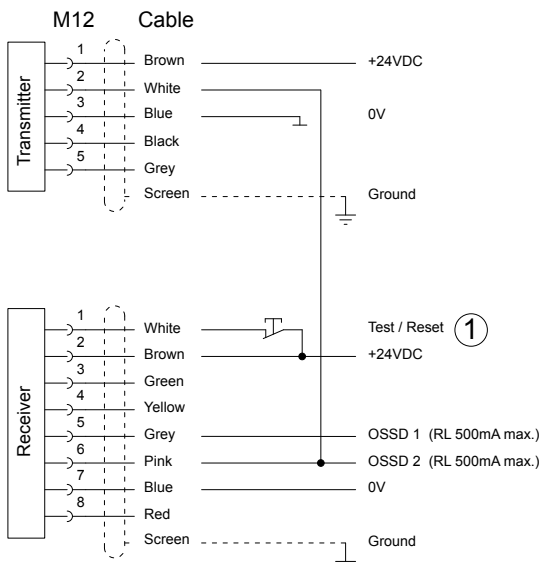 M12 Cable
Transmitter
1 Brown +24VDC
2 White
3 Blue 0V
4 Black
5 Grey
Screen Ground
Receiver
1 White Test / Reset 1
2 Brown +24VDC
3 Green
4 Yellow
5 Grey OSSD 1 (RL 500mA max.)
6 Pink OSSD 2 (RL 500mA max.)
7 Blue 0V
8 Red
Screen Ground